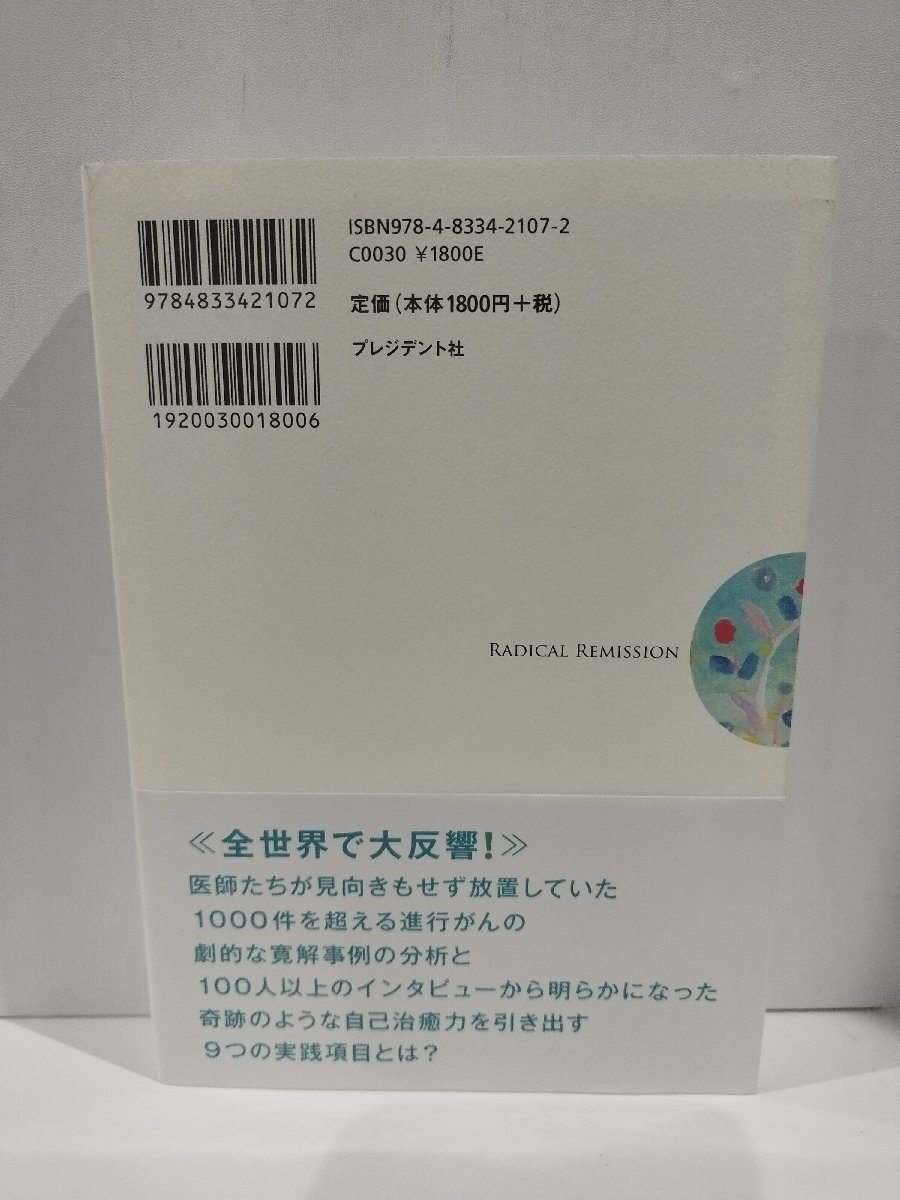 ISBN978-4-8334-2107-2
C0030 ¥1800E
9784833421072
定価(本体1800円+税)
プレジデント社
1920030018006
RADICAL REMISSION
≪全世界で大反響!≫
医師たちが見向きもせず放置していた
1000件を超える進行がんの
劇的な寛解事例の分析と
100人以上のインタビューから明らかになった
奇跡のような自己治癒力を引き出す
9つの実践項目とは?